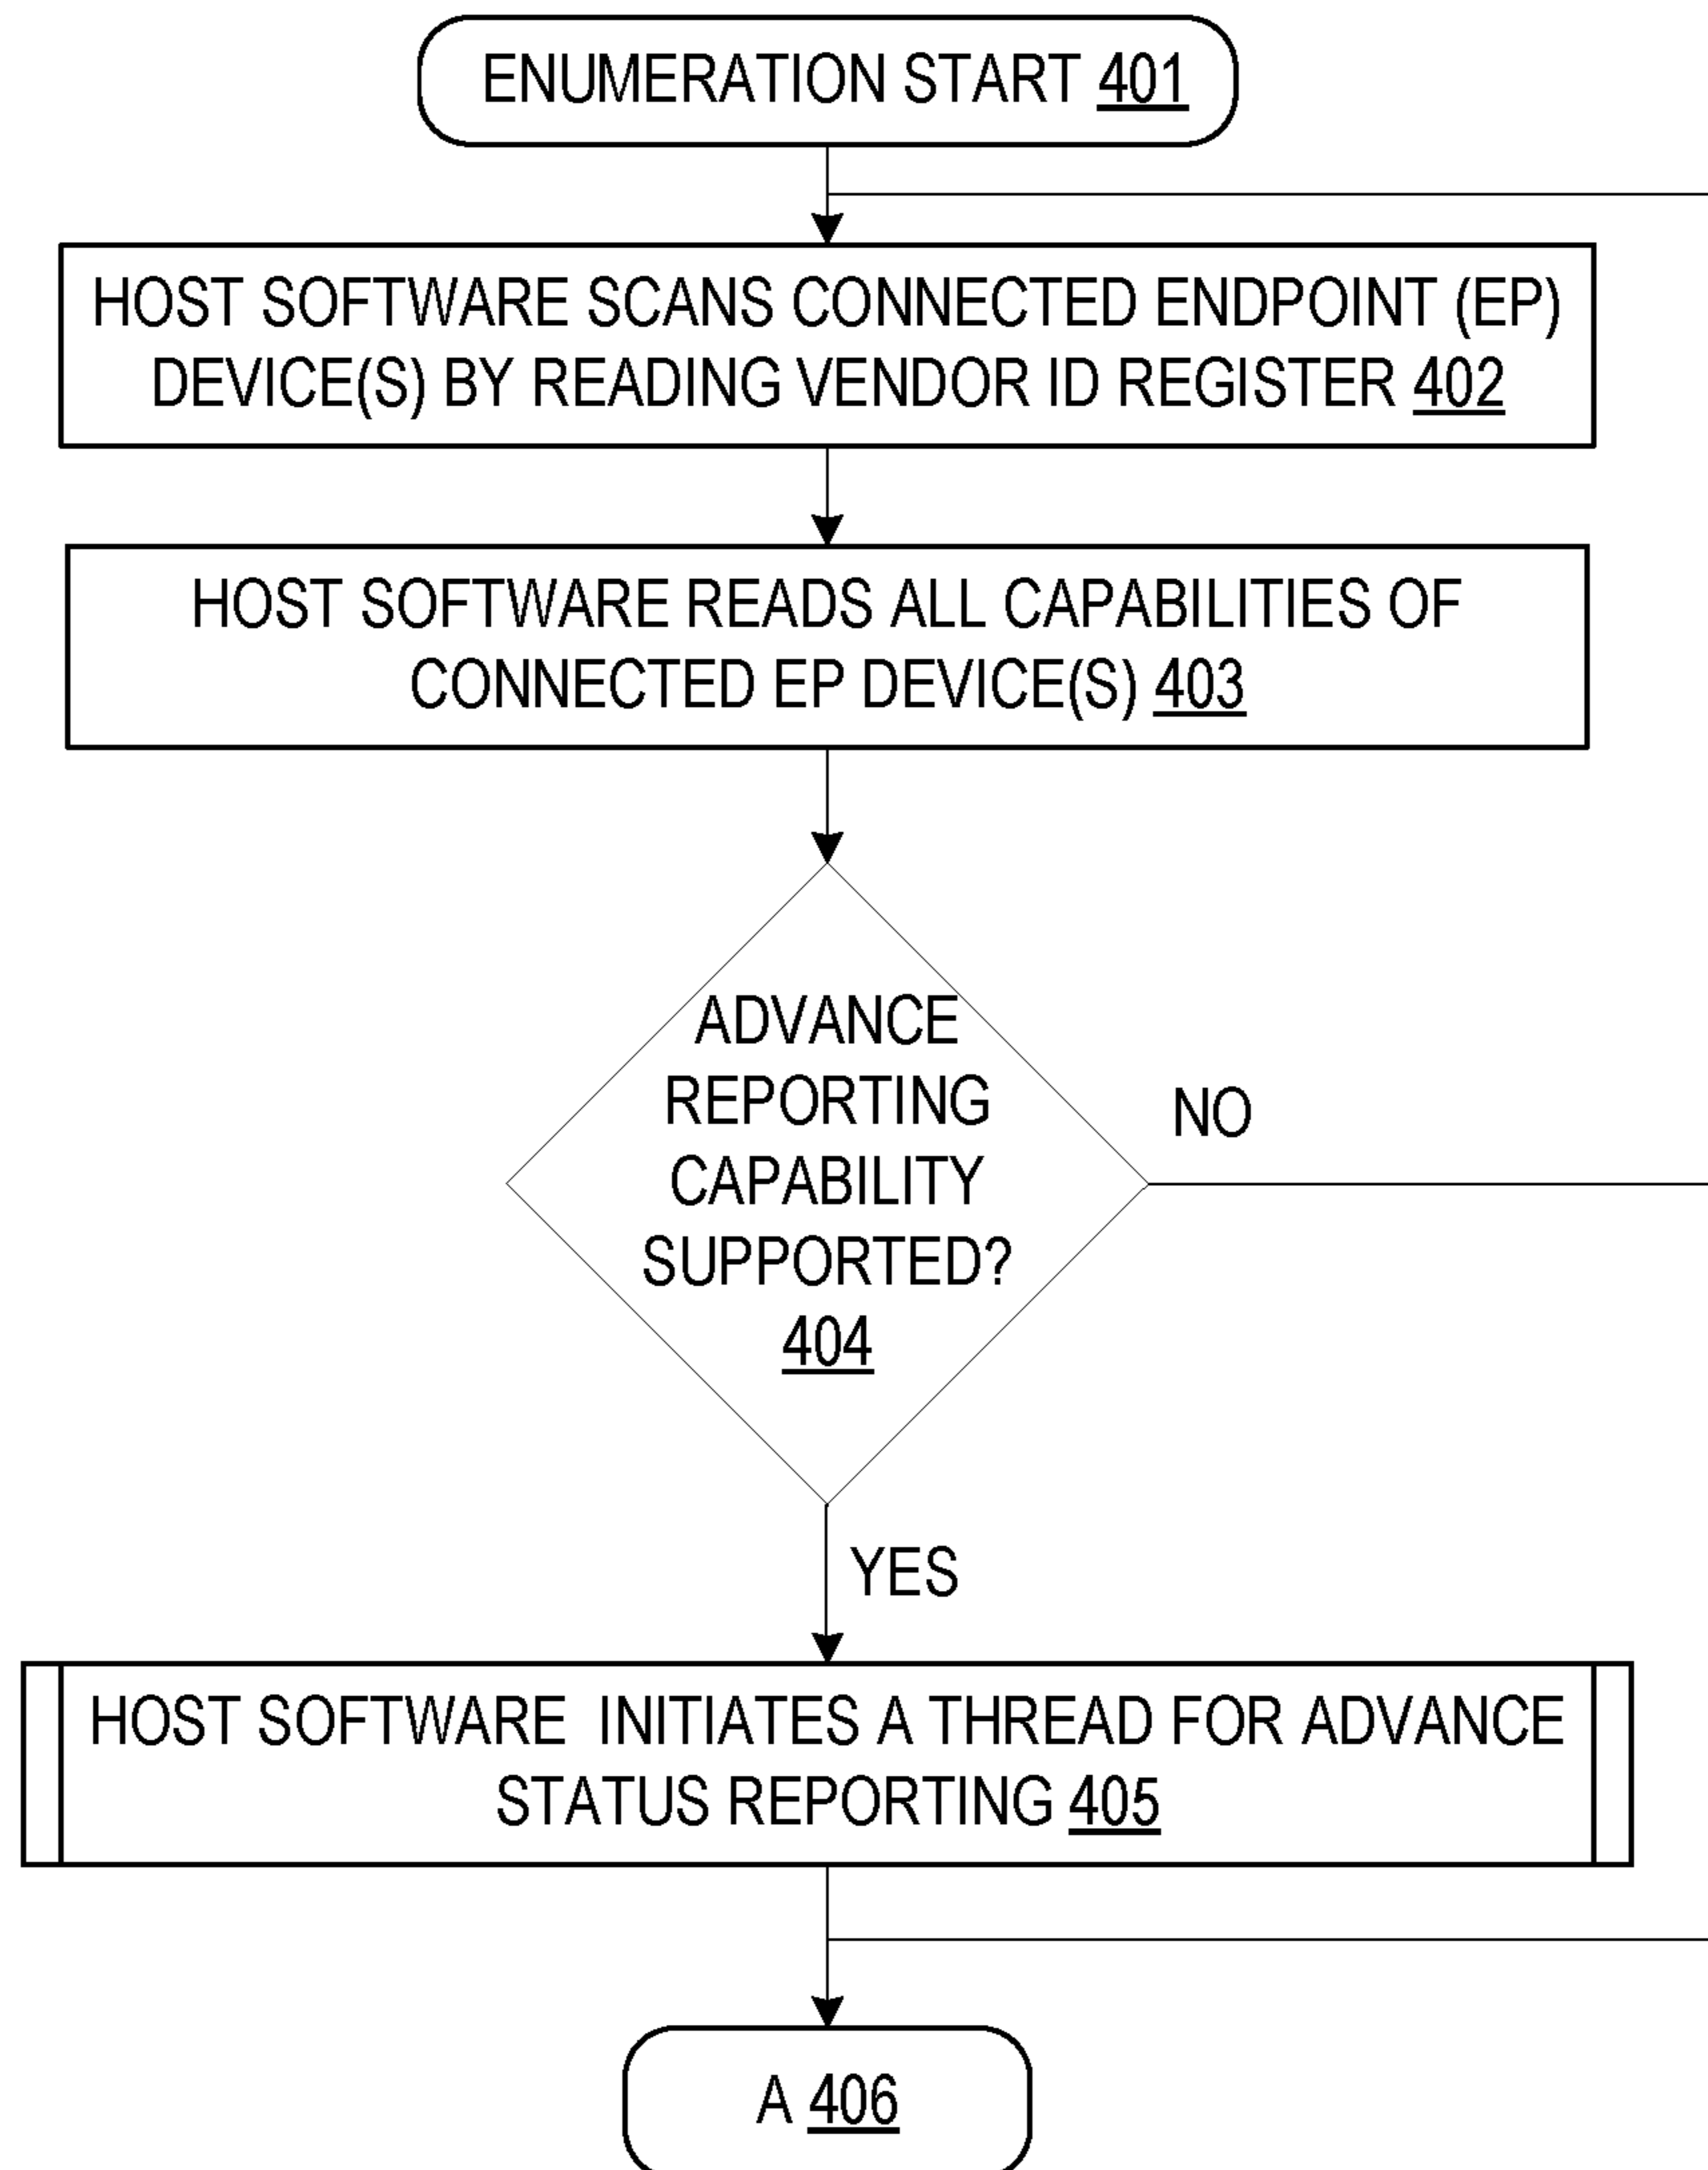 ENUMERATION START 401
HOST SOFTWARE SCANS CONNECTED ENDPOINT (EP)
DEVICE(S) BY READING VENDOR ID REGISTER 402
HOST SOFTWARE READS ALL CAPABILITIES OF
CONNECTED EP DEVICE(S) 403
ADVANCE
REPORTING
CAPABILITY
SUPPORTED?
404
NO
YES
HOST SOFTWARE INITIATES A THREAD FOR ADVANCE
STATUS REPORTING 405
A 406